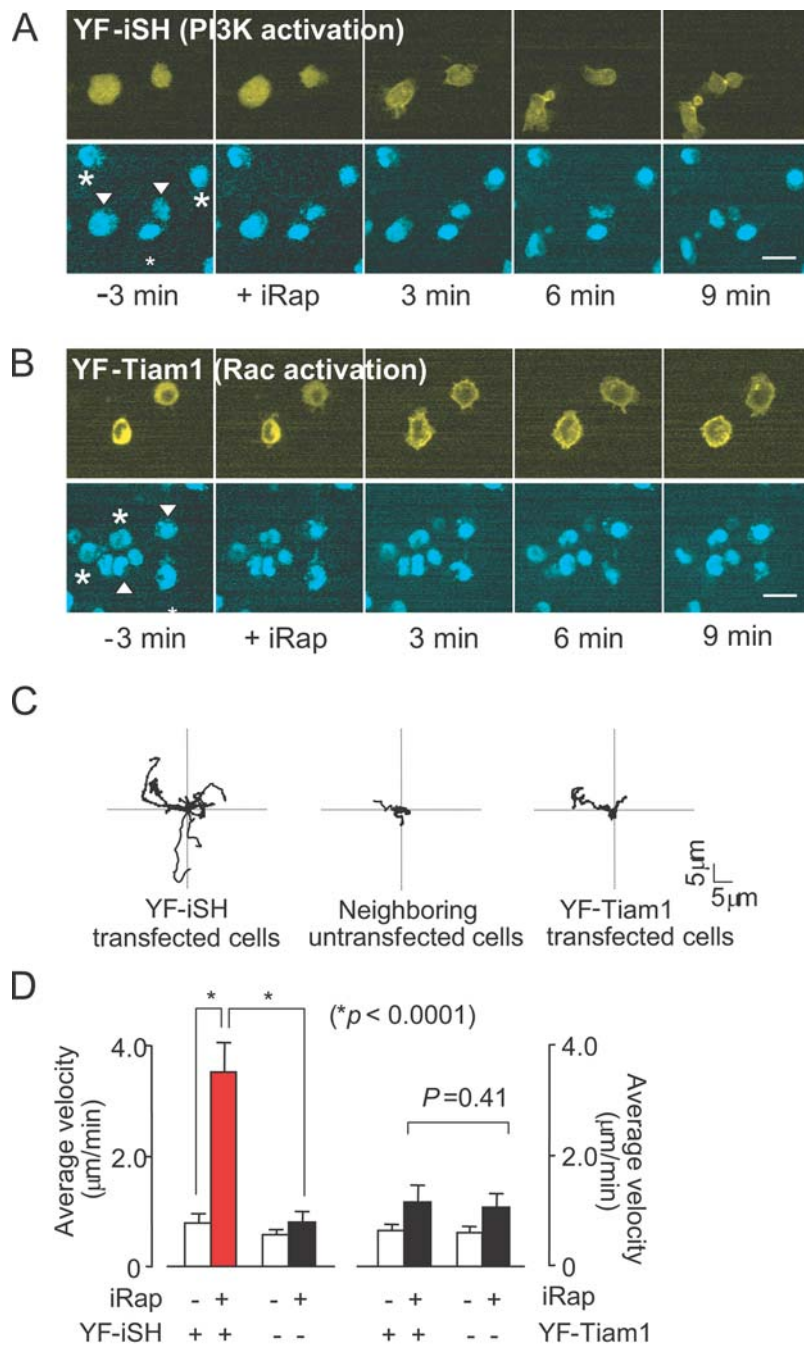 A
YF-iSH (PI3K activation)
* * *
-3 min + iRap 3 min 6 min 9 min
B
YF-Tiam1 (Rac activation)
* * *
-3 min + iRap 3 min 6 min 9 min
C
YF-iSH
transfected cells
Neighboring
untransfected cells
YF-Tiam1
transfected cells
5μm
5μm
D
* * (*p < 0.0001)
P=0.41
Average velocity
(μm/min)
4.0
2.0
0
4.0
2.0
0
Average velocity
(μm/min)
iRap - + - + - + - + iRap
YF-iSH + + - - + + - - YF-Tiam1